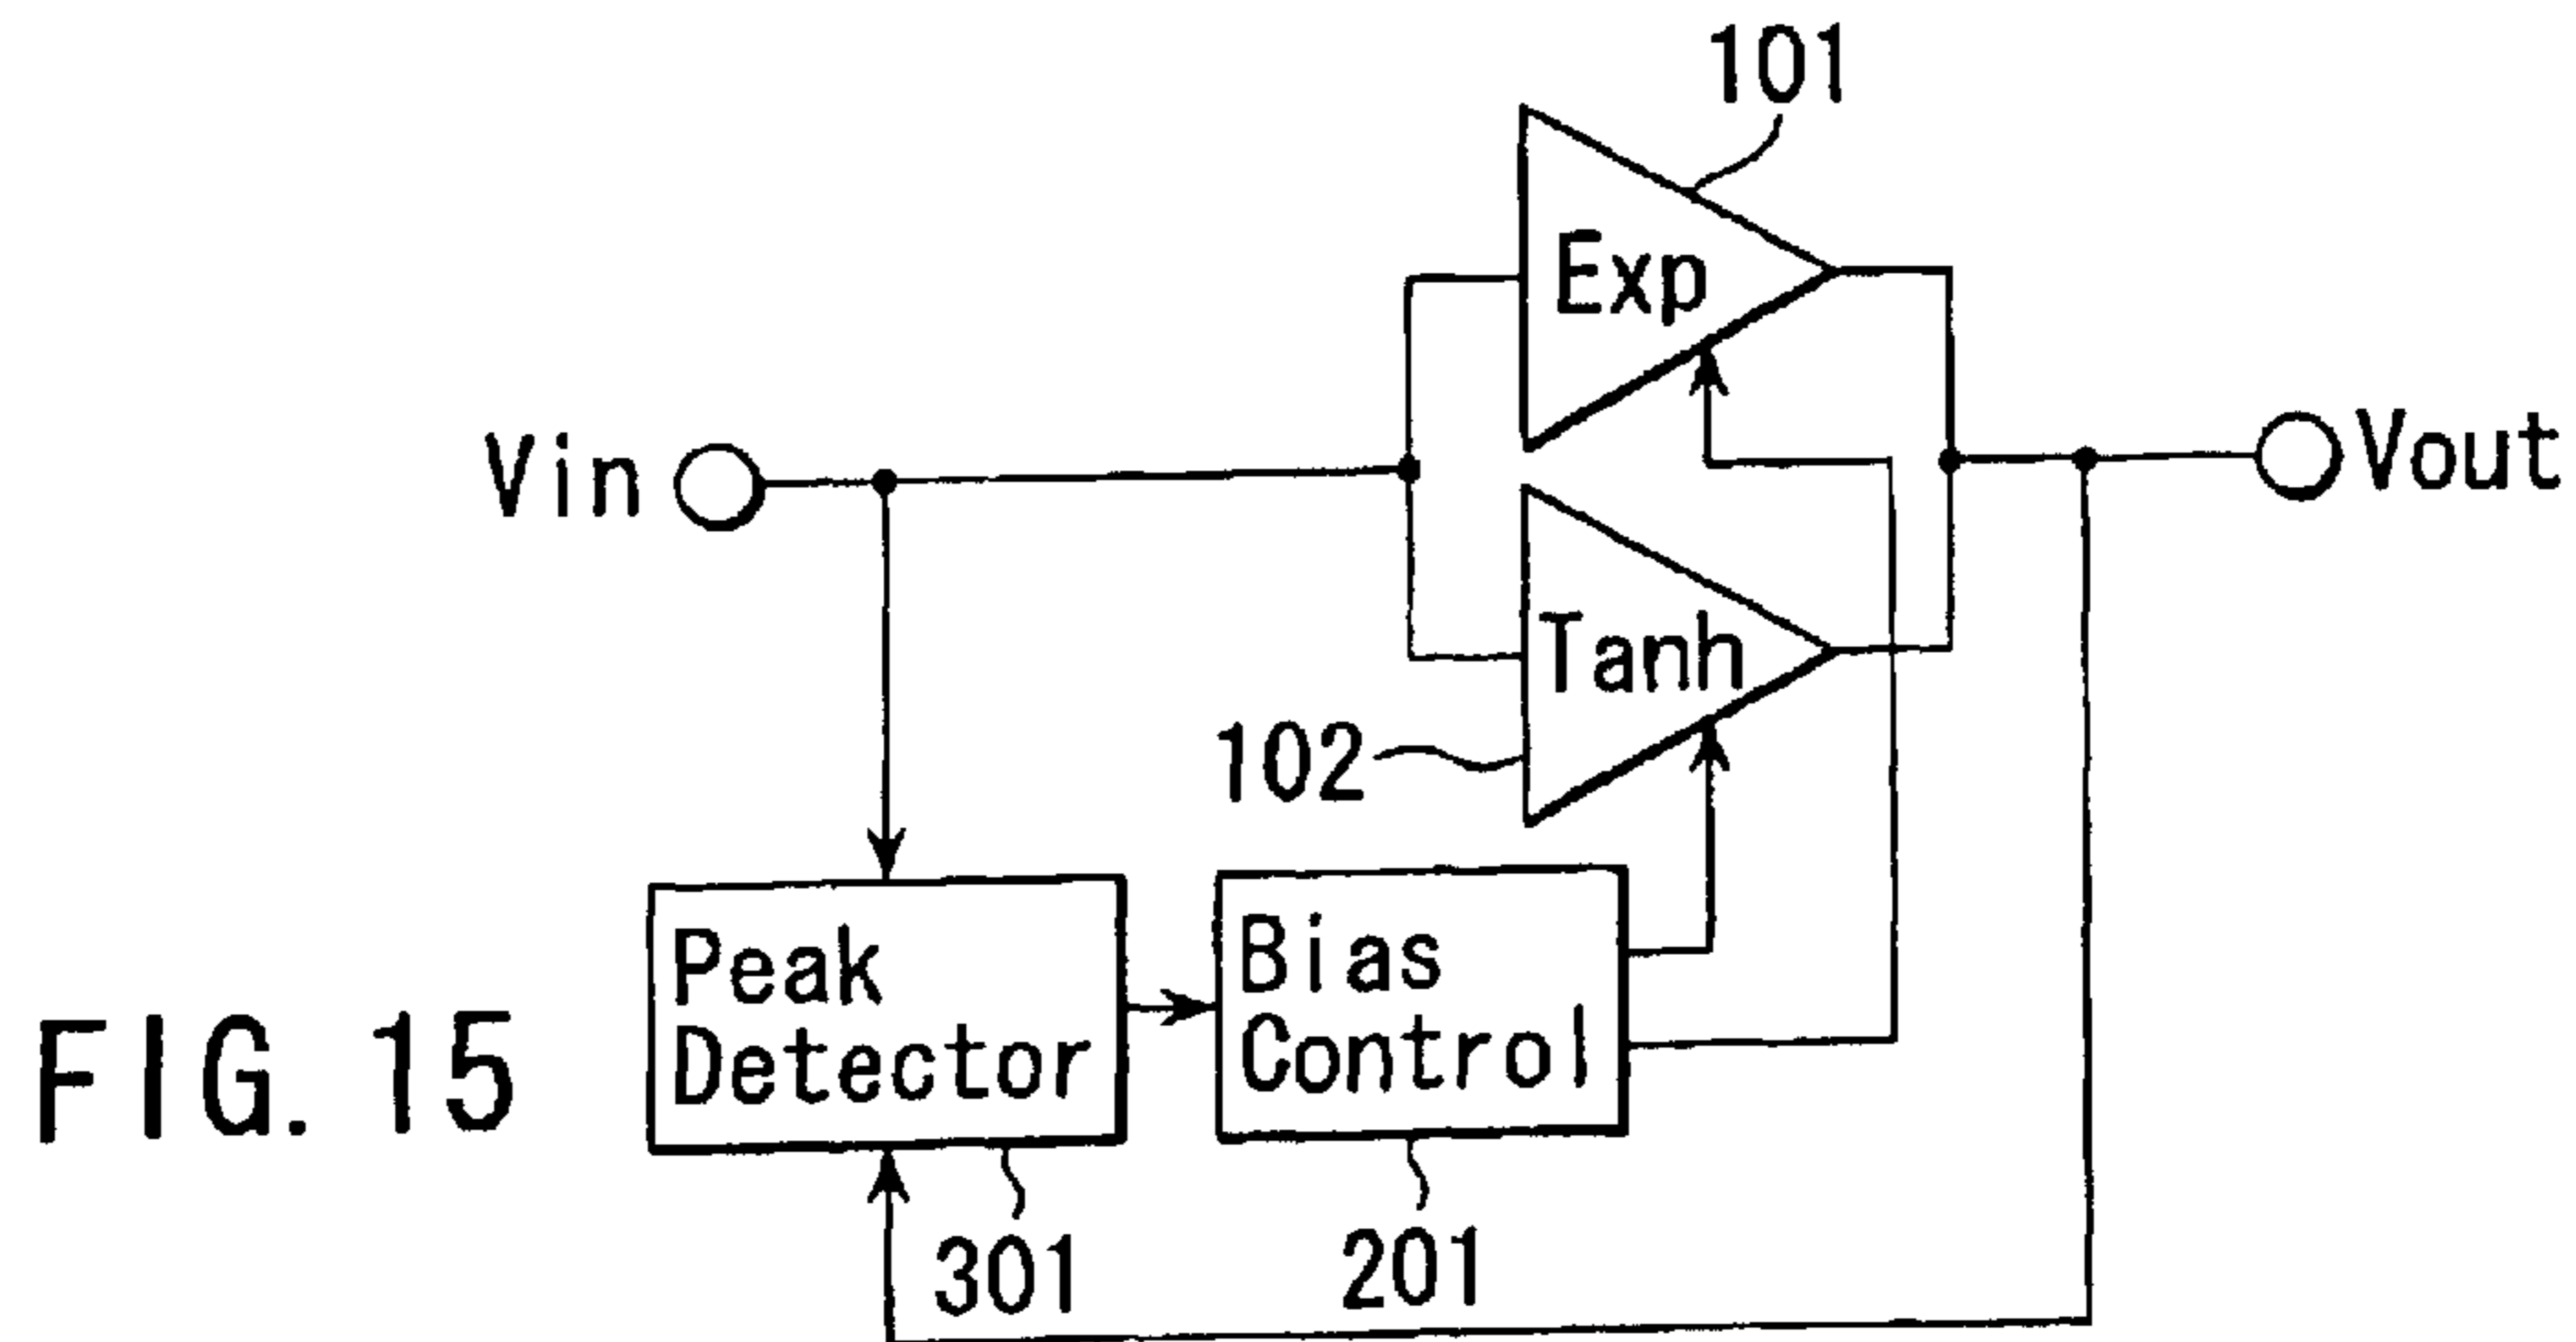 101
Exp
Vin
Vout
Tanh
102
Peak
Detector
Bias
Control
FIG. 15
301
201